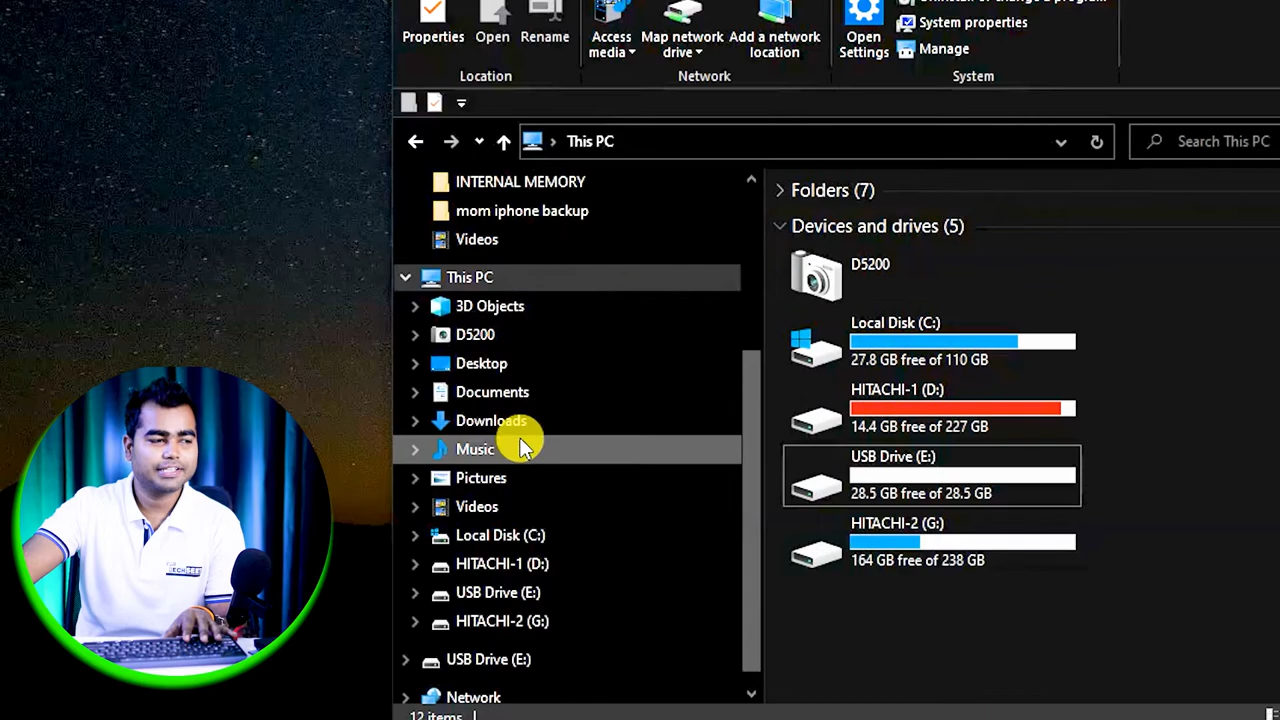 Properties
Open
Rename
Access media
Map network drive
Add a network location
Open Settings
System properties
Manage
Location
Network
System
This PC
Search This PC
INTERNAL MEMORY
mom iphone backup
Videos
This PC
3D Objects
D5200
Desktop
Documents
Downloads
Music
Pictures
Videos
Local Disk (C:)
HITACHI-1 (D:)
USB Drive (E:)
HITACHI-2 (G:)
USB Drive (E:)
Network
12 items
Folders (7)
Devices and drives (5)
D5200
Local Disk (C:)
27.8 GB free of 110 GB
HITACHI-1 (D:)
14.4 GB free of 227 GB
USB Drive (E:)
28.5 GB free of 28.5 GB
HITACHI-2 (G:)
164 GB free of 238 GB